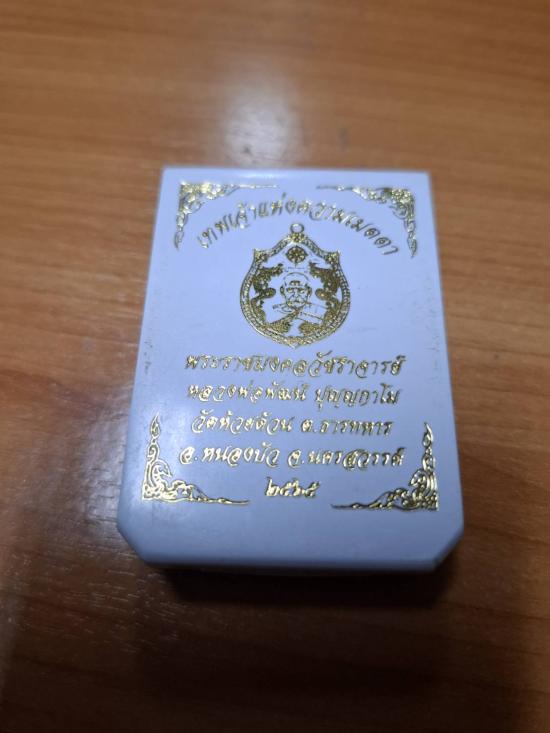 เทพเจ้าแห่งความเมตตา
พระราชมงคลวัชราจารย์
หลวงพ่อพัฒน์ ปุญฺญกาโม
วัดห้วยด้วน ต.ธารทหาร
อ.หนองบัว จ.นครสวรรค์
๒๕๖๕